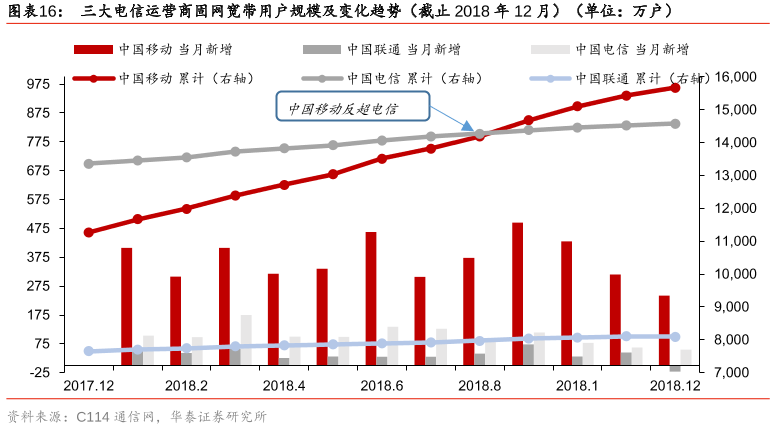 图表16： 三大电信运营商固网宽带用户规模及变化趋势（截止 2018 年 12 月）（单位：万户）
中国移动 当月新增 中国联通 当月新增 中国电信 当月新增
中国移动 累计（右轴） 中国电信 累计（右轴） 中国联通 累计（右轴）
975 16,000
875 15,000
775 14,000
675 13,000
575 12,000
475 11,000
375 10,000
275 9,000
175 8,000
75 7,000
-25
中国移动反超电信
2017.12 2018.2 2018.4 2018.6 2018.8 2018.1 2018.12
资料来源：C114 通信网，华泰证券研究所